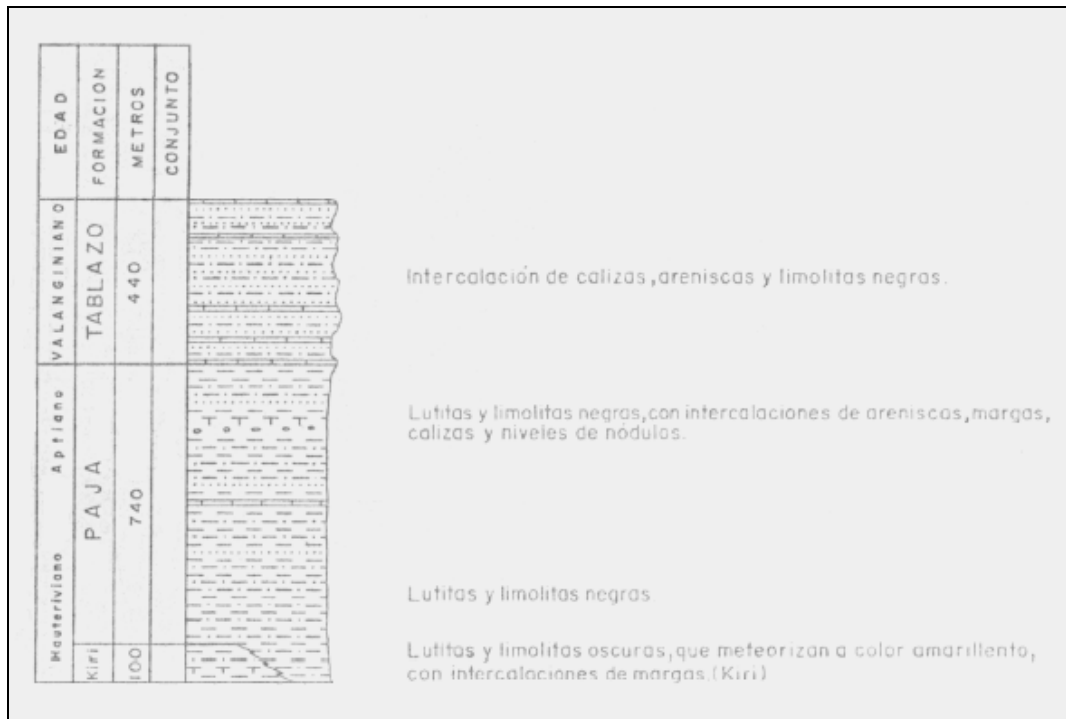 EDAD
FORMACION
METROS
CONJUNTO
VALANGINIANO
TABLAZO
440
Intercalación de calizas, areniscas y limolitas negras.
Hauteriviano Aptiano
PAJA
740
Lutitas y limolitas negras, con intercalaciones de areniscas, margas,
calizas y niveles de nódulos.
Lutitas y limolitas negras
Kiri
100
Lutitas y limolitas oscuras, que meteorizan a color amarillento,
con intercalaciones de margas.(Kiri)